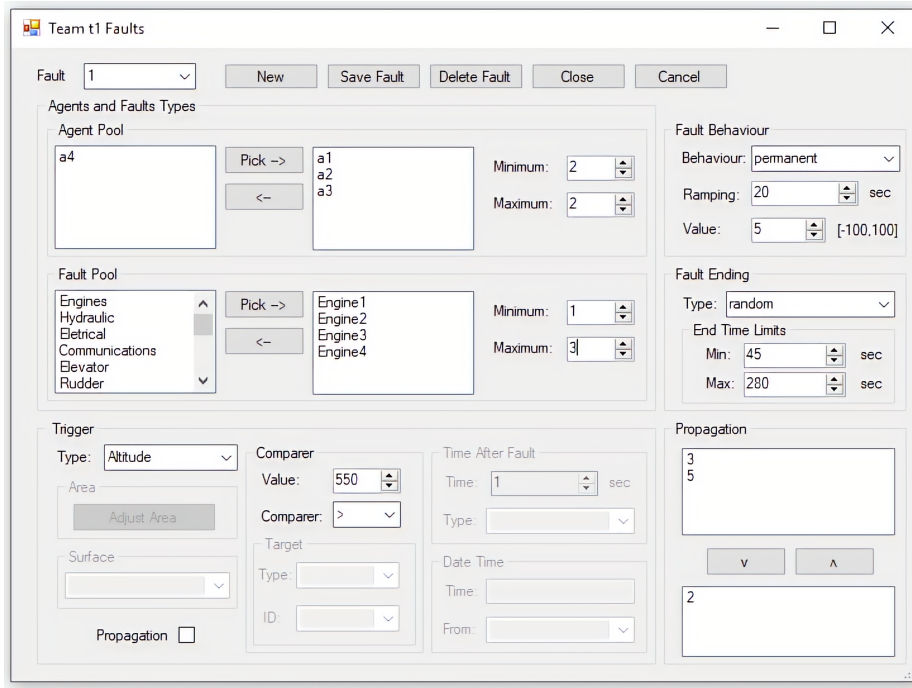 Team t1 Faults
Fault 1 New Save Fault Delete Fault Close Cancel
Agents and Faults Types
Agent Pool
a4
Pick -->
<--
a1
a2
a3
Minimum: 2
Maximum: 2
Fault Pool
Engines
Hydraulic
Eletrical
Communications
Elevator
Rudder
Pick -->
<--
Engine1
Engine2
Engine3
Engine4
Minimum: 1
Maximum: 3
Fault Behaviour
Behaviour: permanent
Ramping: 20 sec
Value: 5 [-100,100]
Fault Ending
Type: random
End Time Limits
Min: 45 sec
Max: 280 sec
Trigger
Type: Altitude
Area
Adjust Area
Surface
Propagation
Comparer
Value: 550
Comparer: >
Target
Type:
ID:
Time After Fault
Time: 1 sec
Type:
Date Time
Time:
From:
Propagation
3
5
v ʌ
2